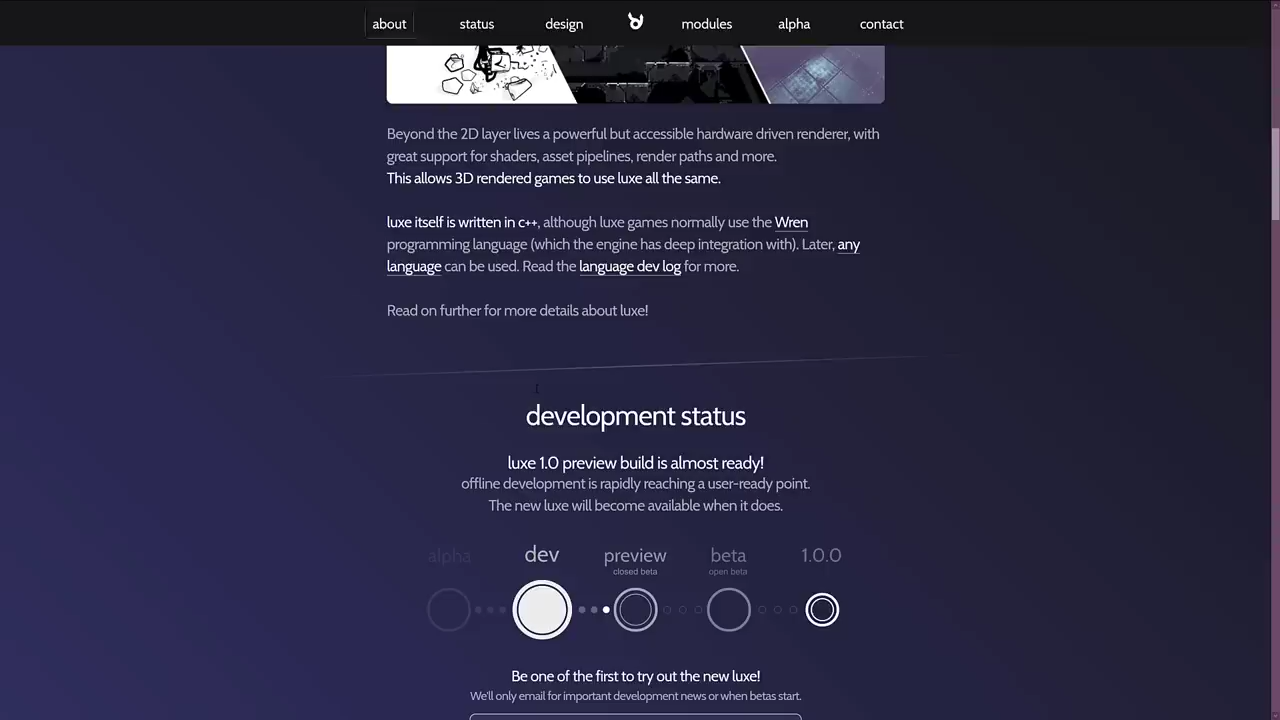 about status design modules alpha contact
Beyond the 2D layer lives a powerful but accessible hardware driven renderer, with
great support for shaders, asset pipelines, render paths and more.
This allows 3D rendered games to use luxe all the same.
luxe itself is written in c++, although luxe games normally use the Wren
programming language (which the engine has deep integration with). Later, any
language can be used. Read the language dev log for more.
Read on further for more details about luxe!
development status
luxe 1.0 preview build is almost ready!
offline development is rapidly reaching a user-ready point.
The new luxe will become available when it does.
alpha dev preview beta 1.0.0
closed beta open beta
Be one of the first to try out the new luxe!
We'll only email for important development news or when betas start.